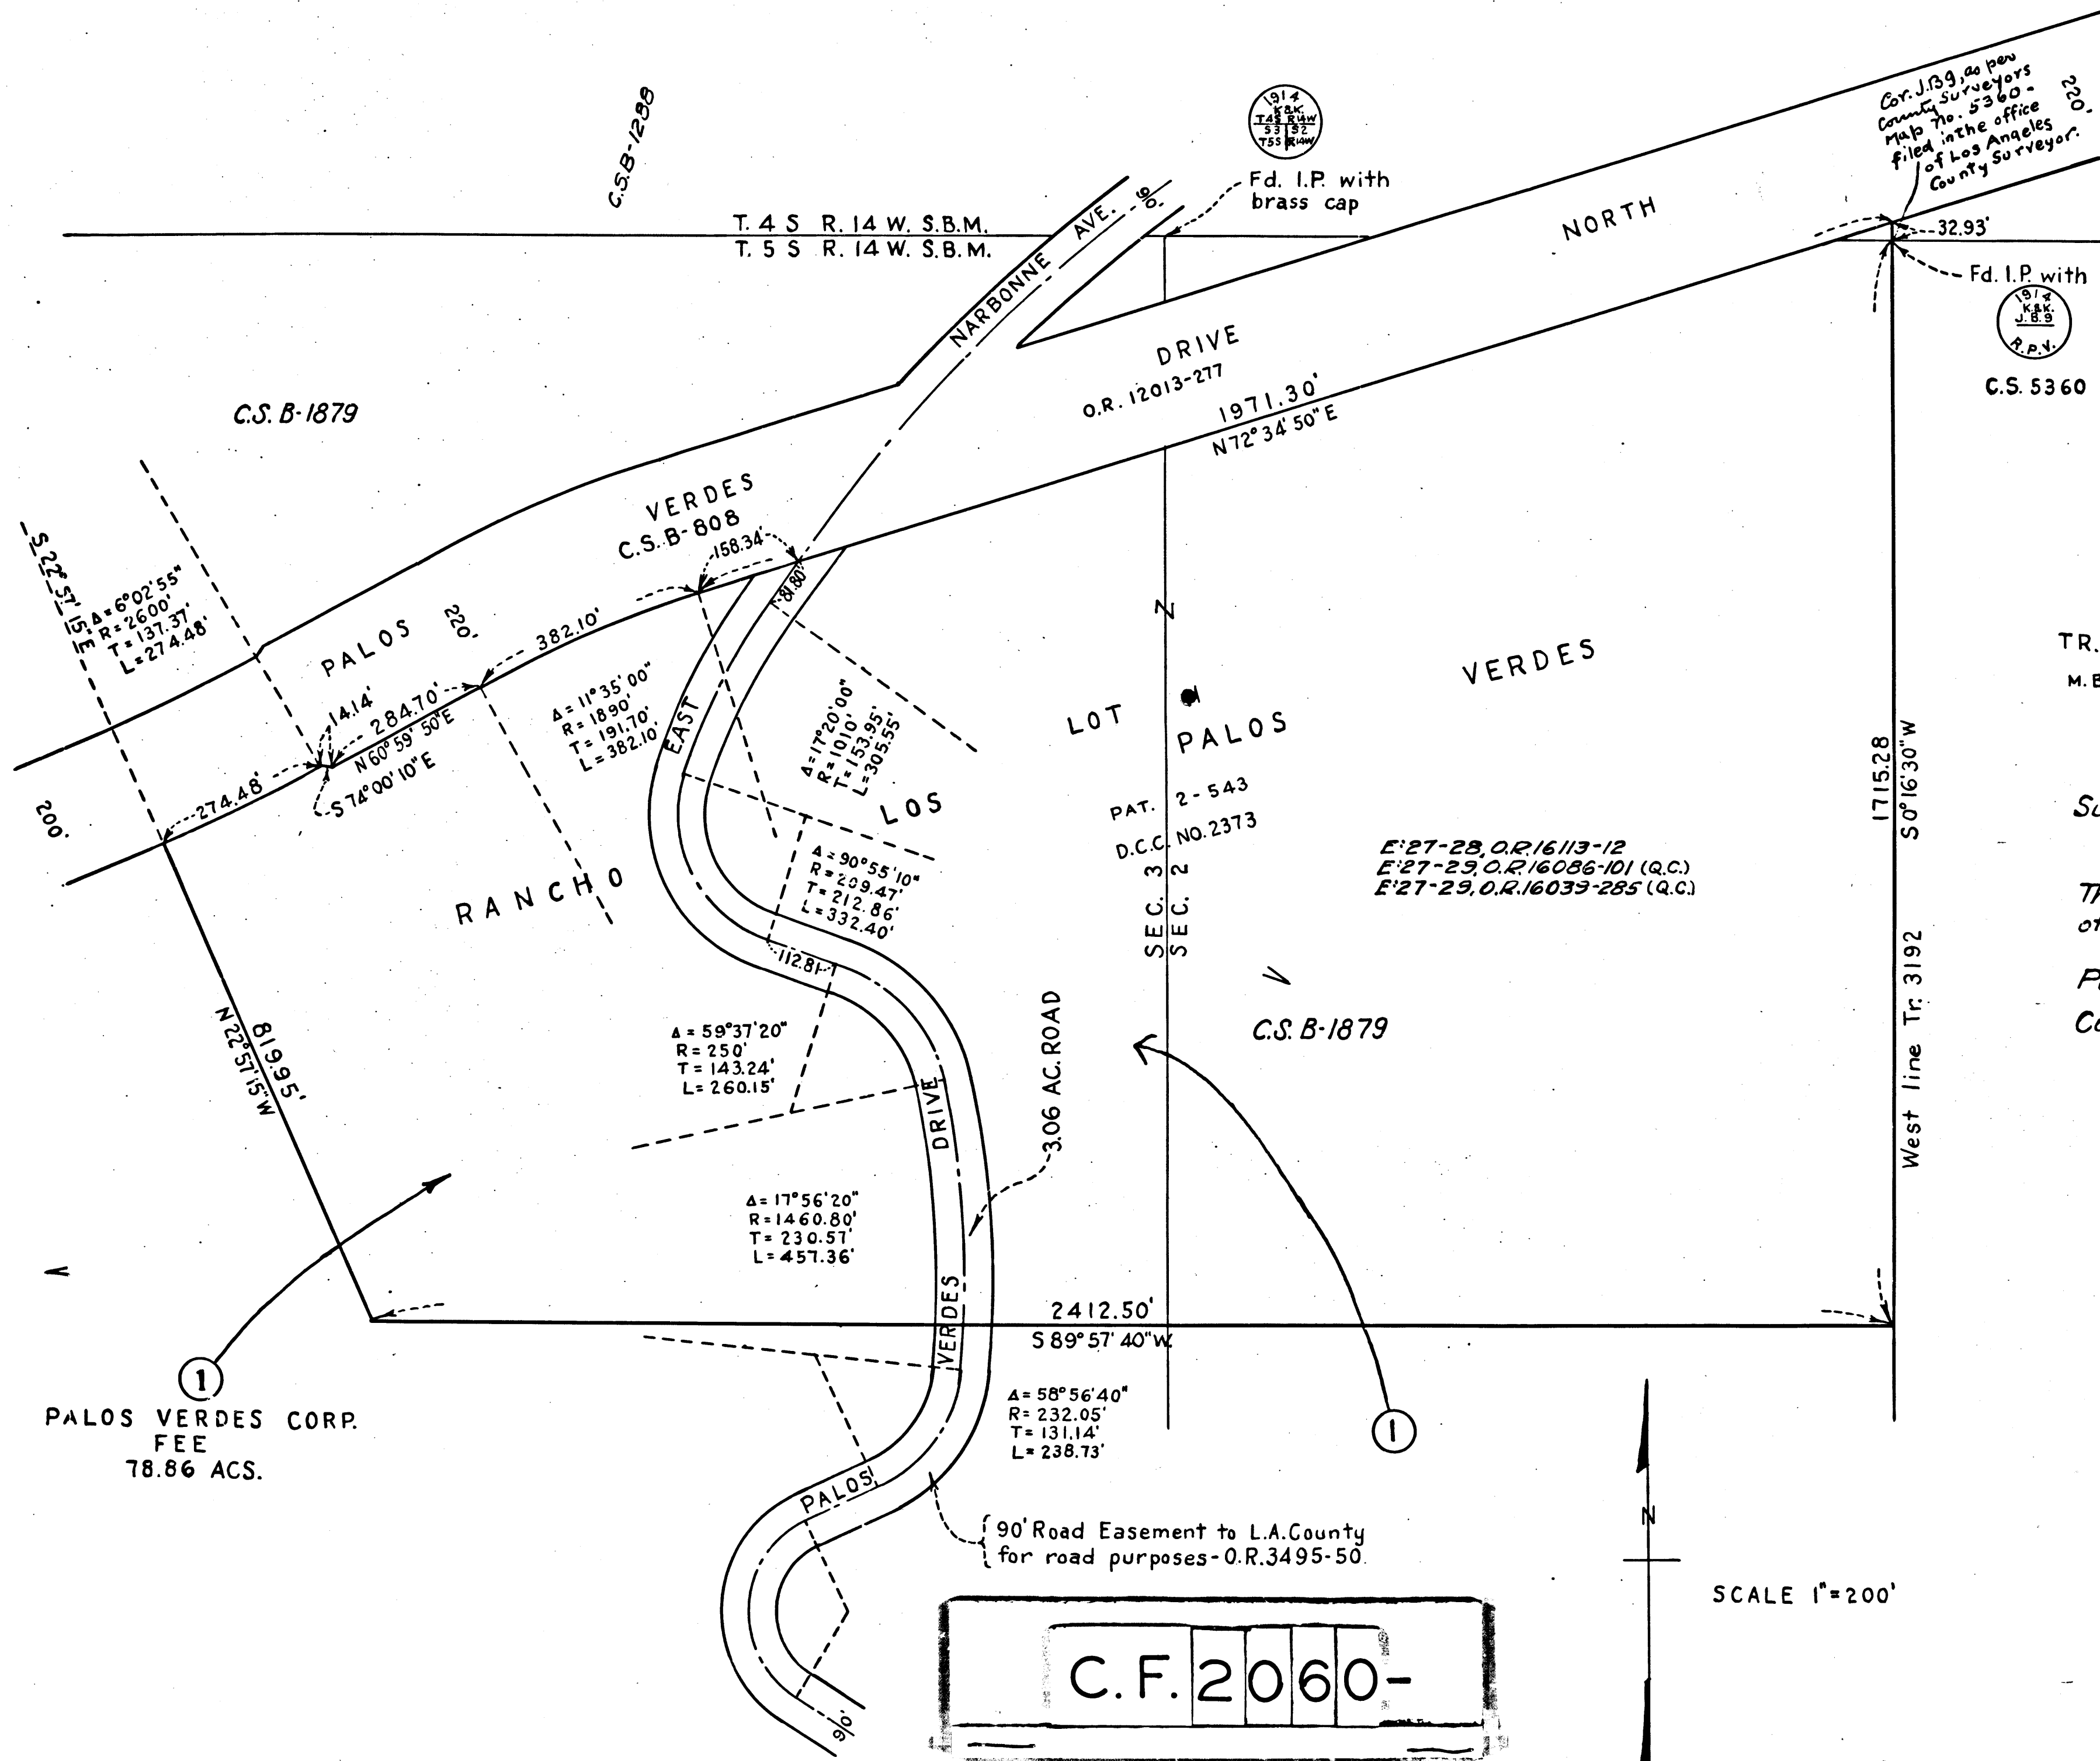 C.S.B-1288
1914
K.&K.
T4S R14W
S3 S2
T5S R14W
Fd. I.P. with
brass cap
Cor. J.B9, as per
County Surveyors
Map No. 5360-
filed in the office
of Los Angeles
County Surveyor.
220'
T. 4 S R. 14 W. S.B.M.
T. 5 S R. 14 W. S.B.M.
NARBONNE AVE.
90'
NORTH
32.93'
Fd. I.P. with
1914
K.&K.
J.B.9
R.P.V.
C.S. 5360
DRIVE
O.R. 12013-277
1971.30'
N72°34'50"E
C.S. B-1879
VERDES
C.S.B-808
158.34'
81.80'
S 22° 57' 15" E
Δ=6°02'55"
R=2600'
T=137.37'
L=274.48'
PALOS
220'
14.14'
284.70'
N60°59'50"E
S74°00'10"E
274.48'
200'
382.10'
Δ=11°35'00"
R=1890'
T=191.70'
L=382.10'
EAST
Δ=17°20'00"
R=1010'
T=153.95'
L=305.55'
N
LOT
PALOS
VERDES
LOS
RANCHO
PAT. 2-543
D.C.C. NO. 2373
SEC. 3
SEC. 2
TR.
M.B
1715.28
S0°16'30"W
West line Tr. 3192
E:27-28, O.R.16113-12
E:27-29, O.R.16086-101 (Q.C.)
E:27-29, O.R.16039-285 (Q.C.)
Δ=90°55'10"
R=209.47'
T=212.86'
L=332.40'
112.81
C.S. B-1879
819.95'
N22°57'15"W
Δ=59°37'20"
R=250'
T=143.24'
L=260.15'
DRIVE
3.06 AC. ROAD
Δ=17°56'20"
R=1460.80'
T=230.57'
L=457.36'
VERDES
2412.50'
S89°57'40"W.
1
PALOS VERDES CORP.
FEE
78.86 ACS.
Δ=58°56'40"
R=232.05'
T=131.14'
L=238.73'
1
PALOS
90' Road Easement to L.A. County
for road purposes-O.R.3495-50.
N
SCALE 1"=200'
90'
C.F. 2060-